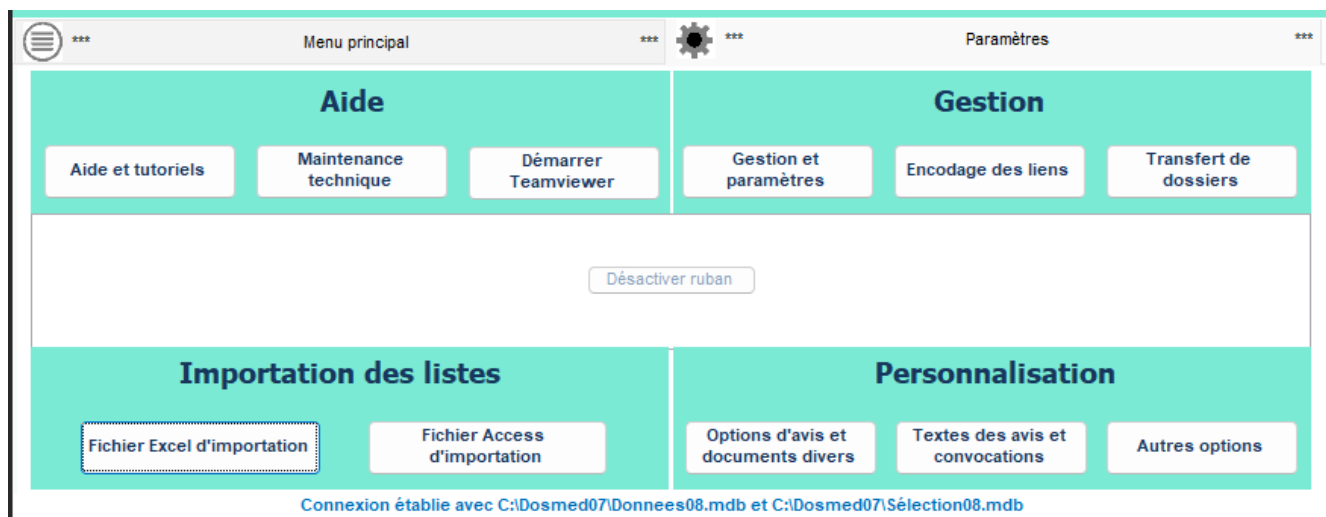 *** Menu principal ***
*** Paramètres ***
Aide
Gestion
Aide et tutoriels
Maintenance
technique
Démarrer
Teamviewer
Gestion et
paramètres
Encodage des liens
Transfert de
dossiers
Désactiver ruban
Importation des listes
Personnalisation
Fichier Excel d'importation
Fichier Access
d'importation
Options d'avis et
documents divers
Textes des avis et
convocations
Autres options
Connexion établie avec C:\Dosmed07\Donnees08.mdb et C:\Dosmed07\Sélection08.mdb